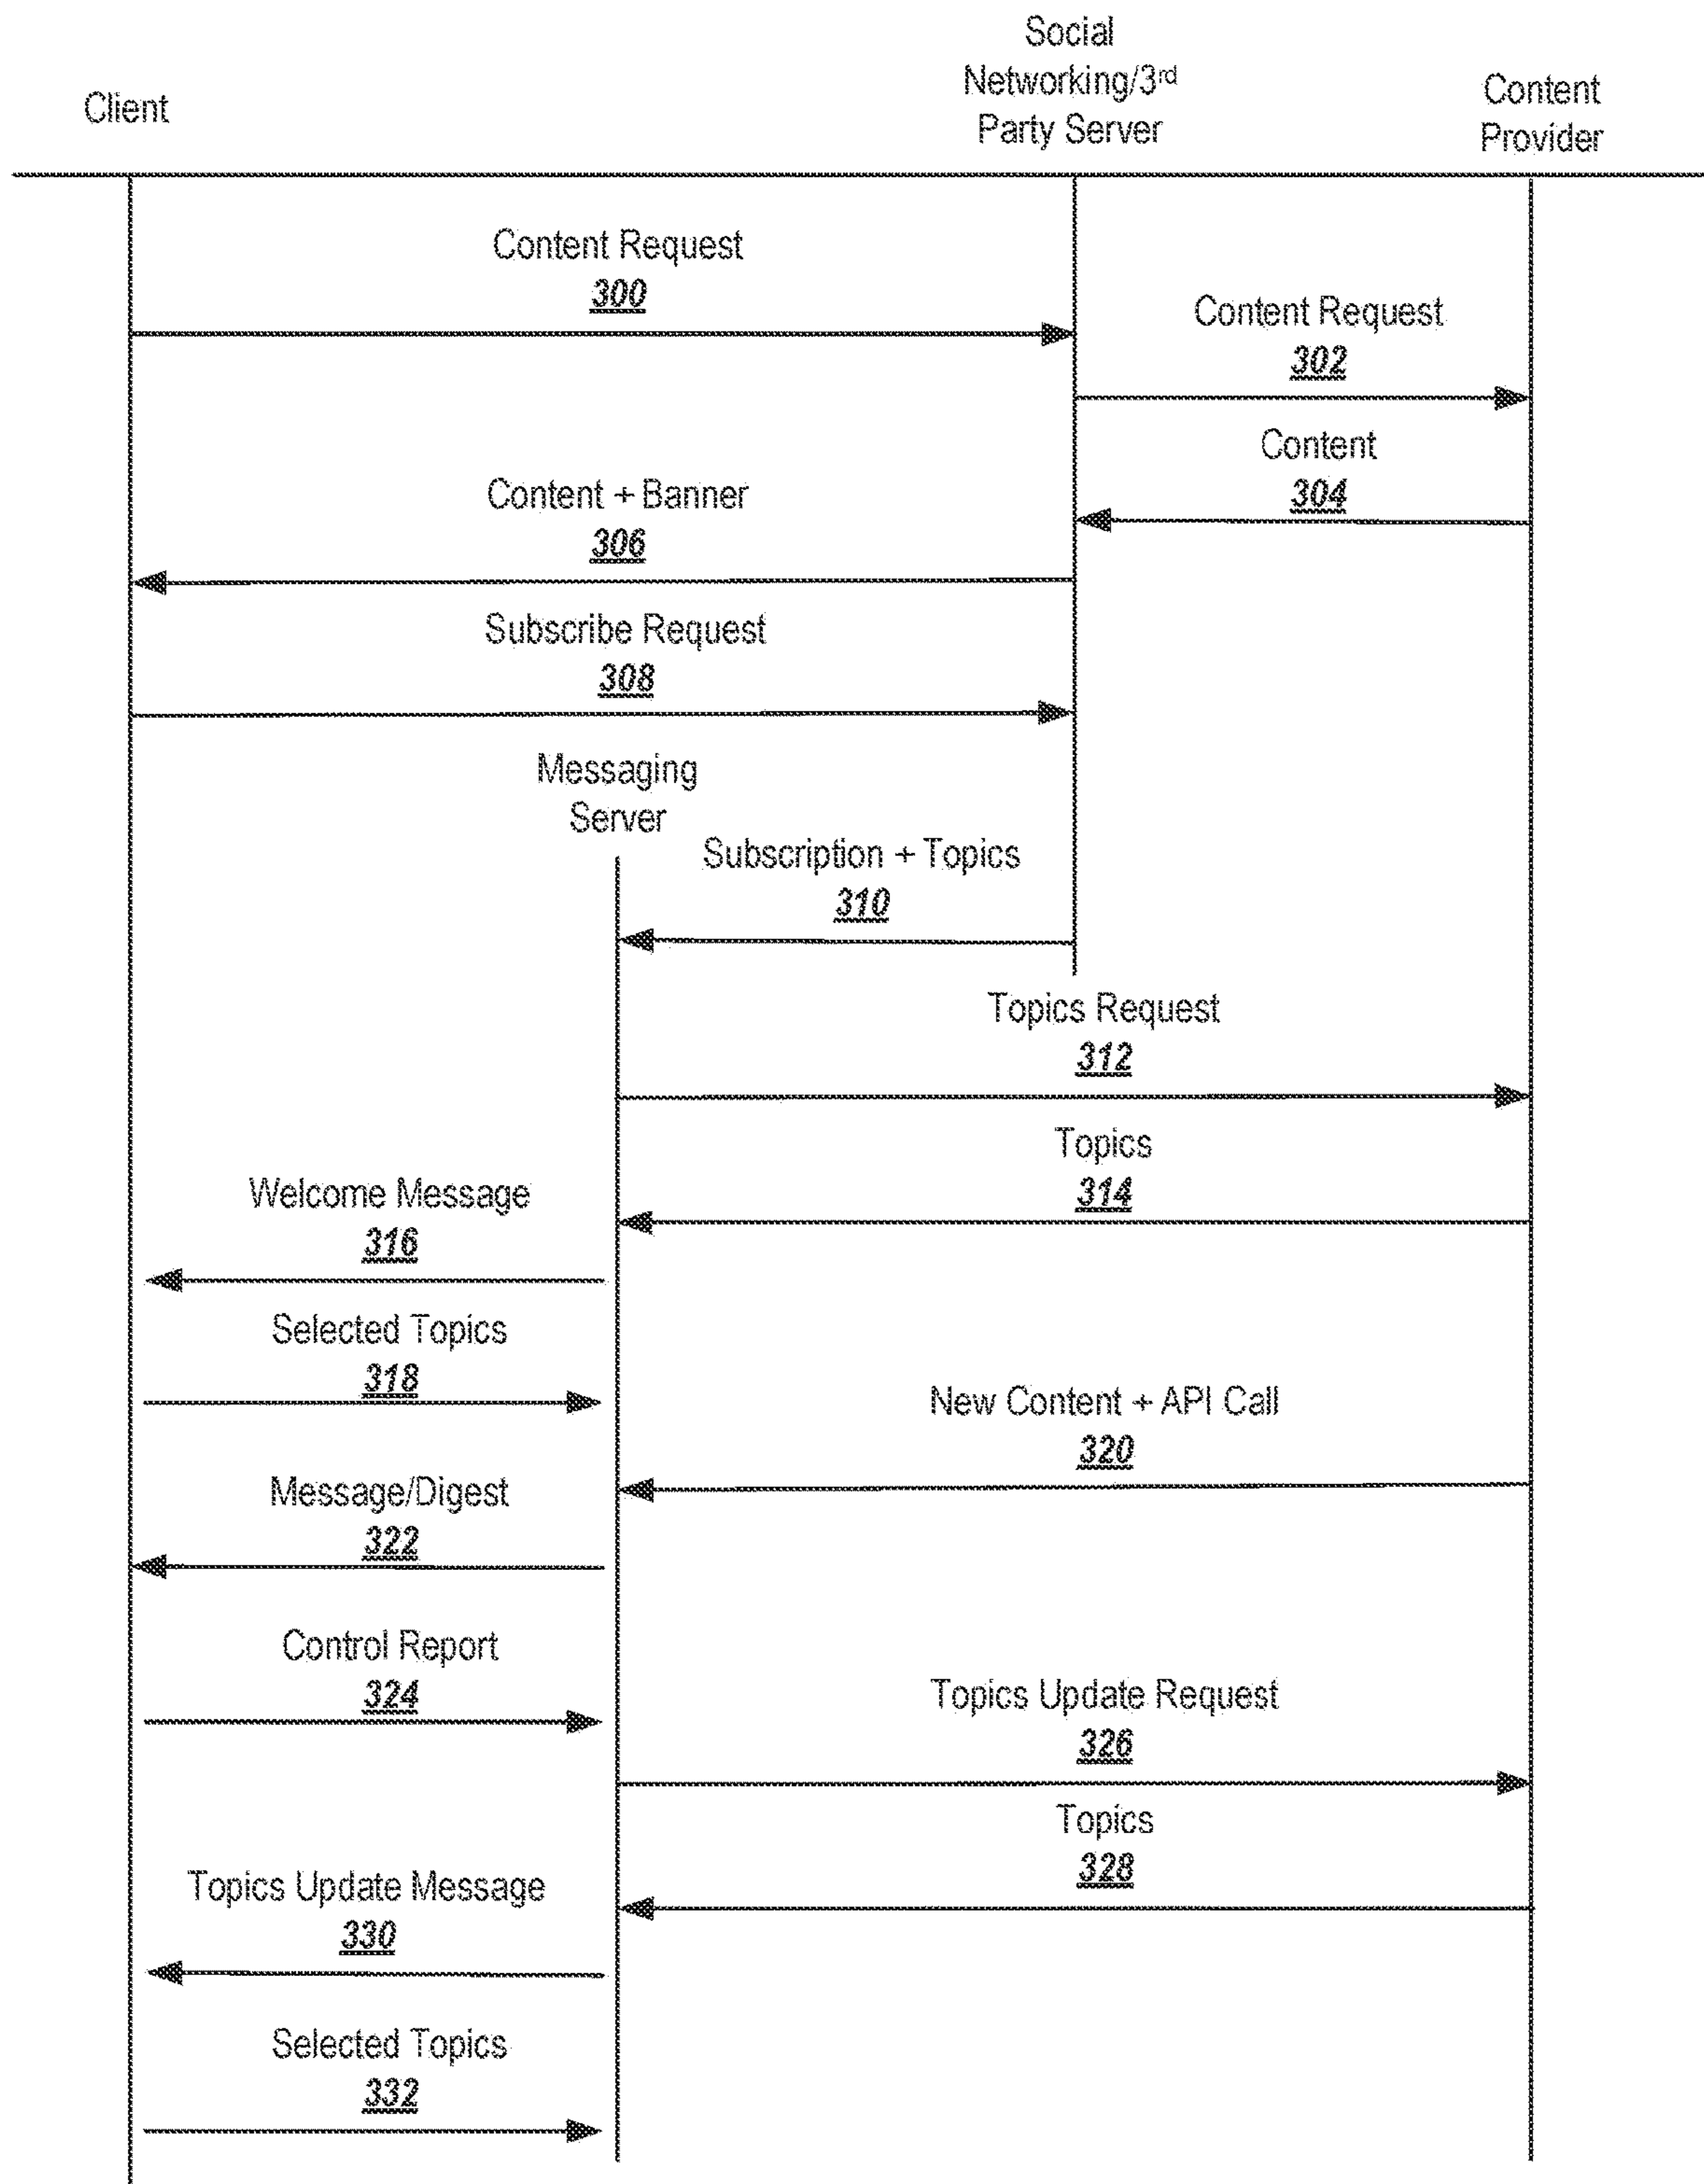 Client
Social
Networking/3rd
Party Server
Content
Provider
Content Request
300
Content Request
302
Content
304
Content + Banner
306
Subscribe Request
308
Messaging
Server
Subscription + Topics
310
Topics Request
312
Topics
314
Welcome Message
316
Selected Topics
318
New Content + API Call
320
Message/Digest
322
Control Report
324
Topics Update Request
326
Topics
328
Topics Update Message
330
Selected Topics
332